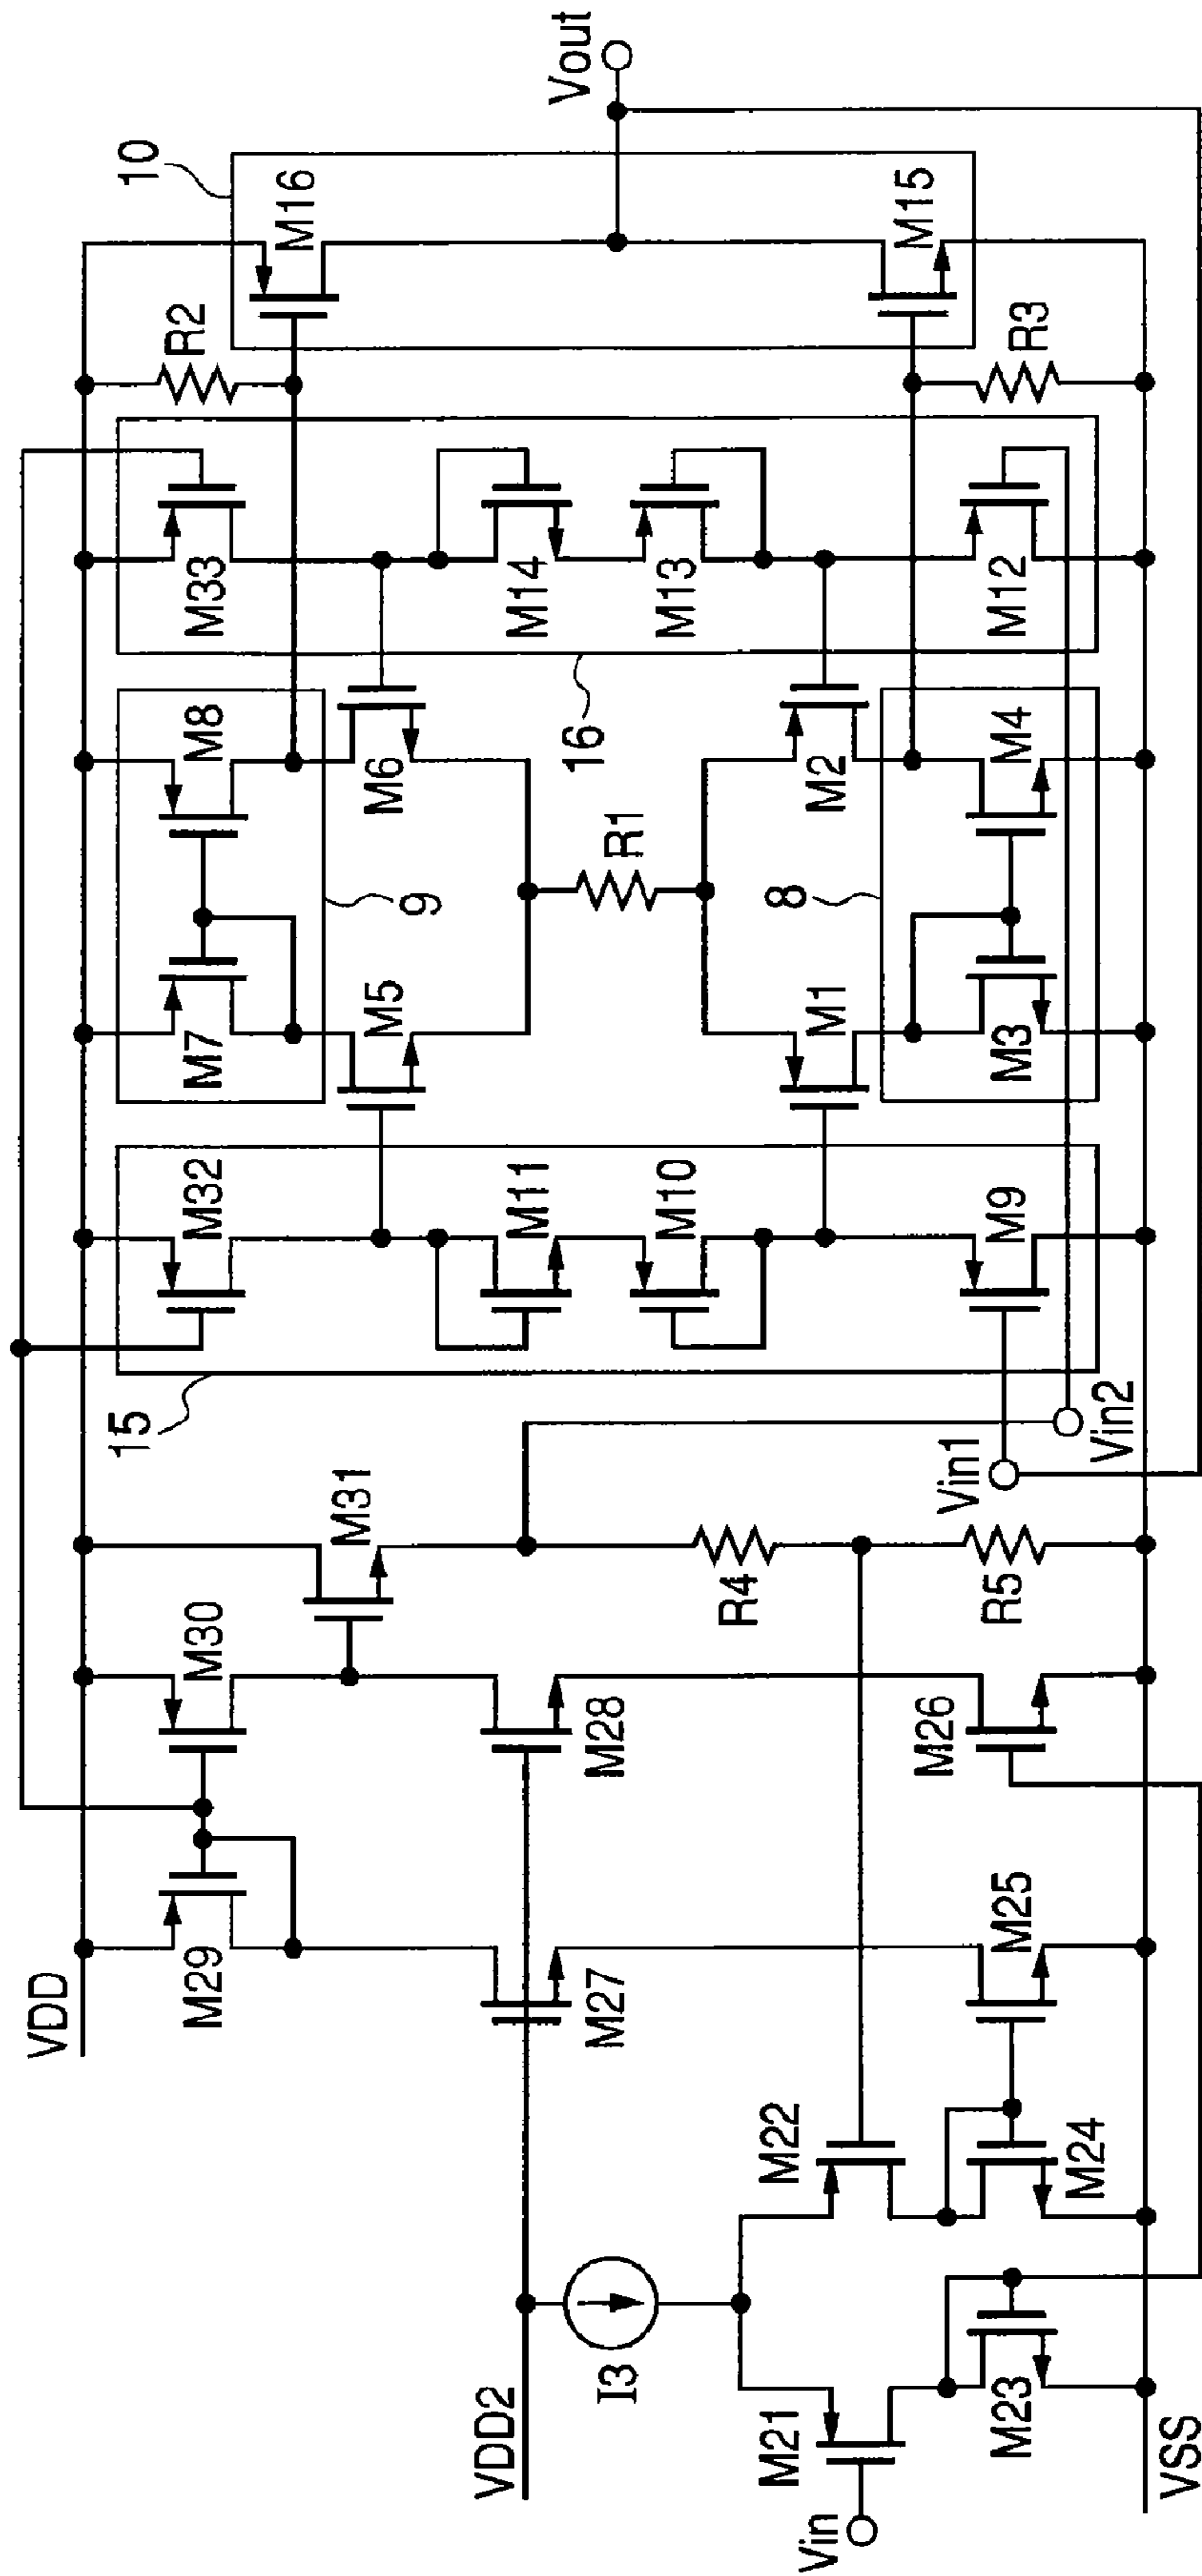 VDD
VDD2
VSS
Vin
I3
M21
M22
M23
M24
M25
M26
M27
M28
M29
M30
M31
R4
R5
Vin1
Vin2
15
M32
M11
M10
M9
9
M7
M8
M5
M6
R1
M1
M2
8
M3
M4
16
M33
M14
M13
M12
R2
R3
10
M16
M15
Vout